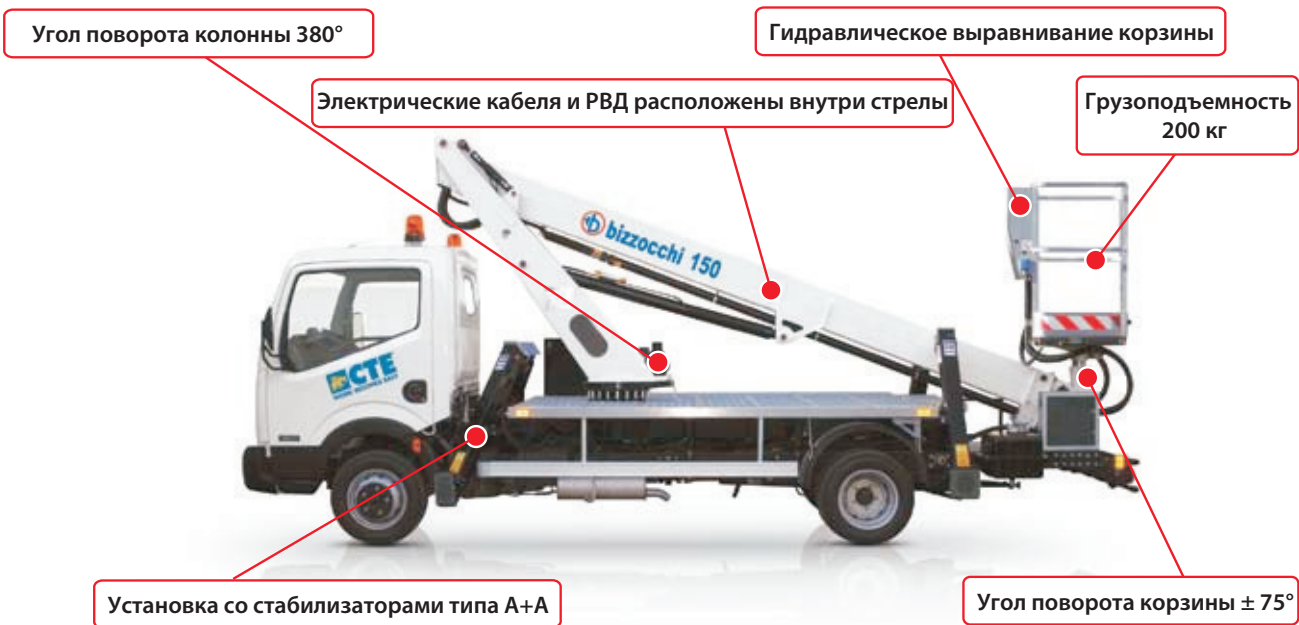 Угол поворота колонны 380°
Гидравлическое выравнивание корзины
Электрические кабеля и РВД расположены внутри стрелы
Грузоподъемность
200 кг
bizzocchi 150
CTE
Установка со стабилизаторами типа А+А
Угол поворота корзины ± 75°